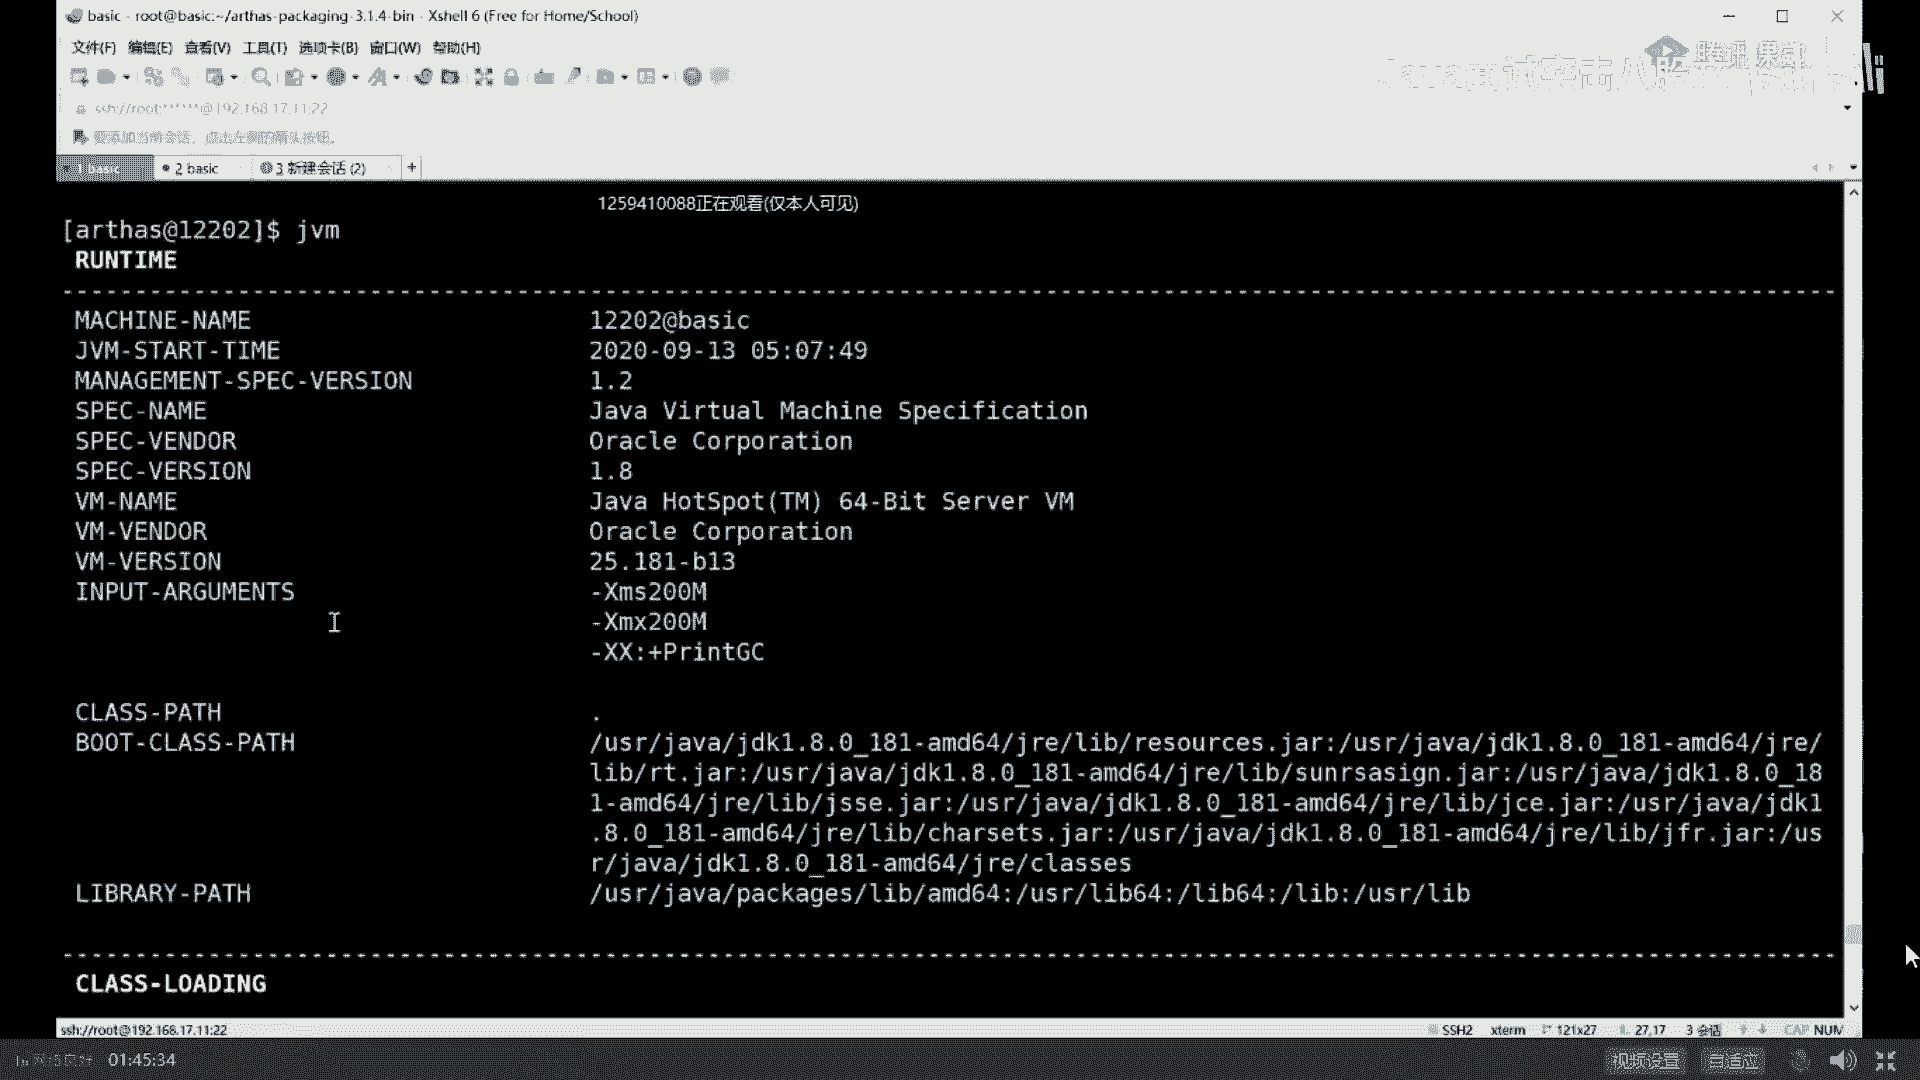 basic - root@basic:~/arthas-packaging-3.1.4-bin - Xshell 6 (Free for Home/School)
文件(F) 编辑(E) 查看(V) 工具(T) 选项卡(B) 窗口(W) 帮助(H)
ssh://root:******@192.168.17.11:22
要添加当前会话，点击左侧的箭头按钮。
1 basic 2 basic 3 新建会话 (2) +
1259410088正在观看(仅本人可见)
[arthas@12202]$ jvm
RUNTIME
MACHINE-NAME 12202@basic
JVM-START-TIME 2020-09-13 05:07:49
MANAGEMENT-SPEC-VERSION 1.2
SPEC-NAME Java Virtual Machine Specification
SPEC-VENDOR Oracle Corporation
SPEC-VERSION 1.8
VM-NAME Java HotSpot(TM) 64-Bit Server VM
VM-VENDOR Oracle Corporation
VM-VERSION 25.181-b13
INPUT-ARGUMENTS -Xms200M
-Xmx200M
-XX:+PrintGC
CLASS-PATH .
BOOT-CLASS-PATH /usr/java/jdk1.8.0_181-amd64/jre/lib/resources.jar:/usr/java/jdk1.8.0_181-amd64/jre/
lib/rt.jar:/usr/java/jdk1.8.0_181-amd64/jre/lib/sunrsasign.jar:/usr/java/jdk1.8.0_18
1-amd64/jre/lib/jsse.jar:/usr/java/jdk1.8.0_181-amd64/jre/lib/jce.jar:/usr/java/jdk1
.8.0_181-amd64/jre/lib/charsets.jar:/usr/java/jdk1.8.0_181-amd64/jre/lib/jfr.jar:/us
r/java/jdk1.8.0_181-amd64/jre/classes
LIBRARY-PATH /usr/java/packages/lib/amd64:/usr/lib64:/lib64:/lib:/usr/lib
CLASS-LOADING
ssh://root@192.168.17.11:22 SSH2 xterm 121x27 27,17 3 会话 CAP NUM
01:45:34 视频设置 自适应